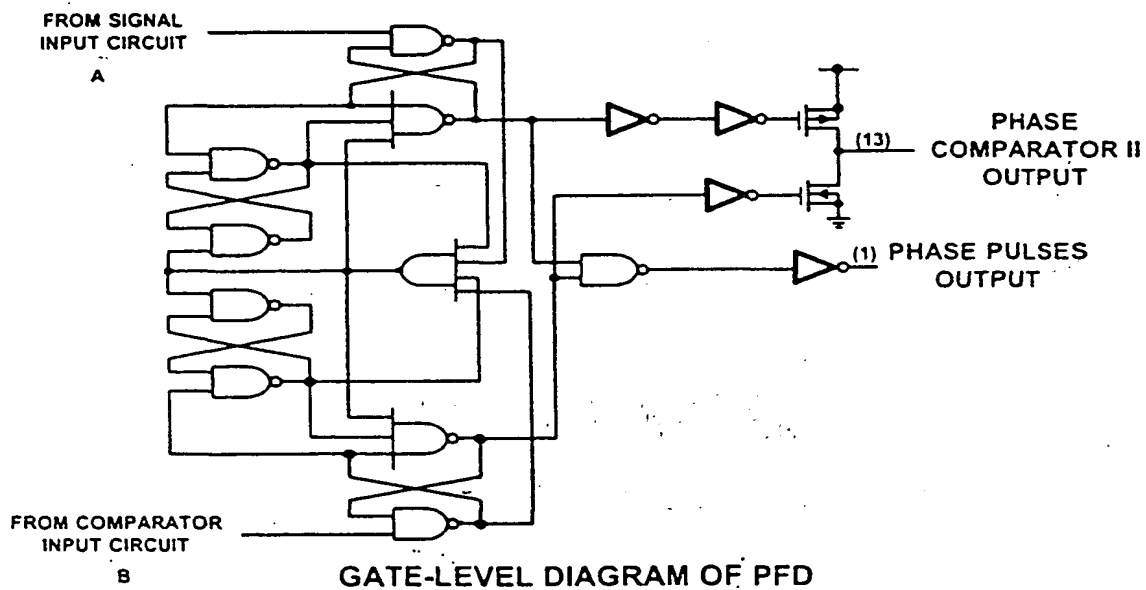 FROM SIGNAL
INPUT CIRCUIT
A
(13)
PHASE
COMPARATOR II
OUTPUT
(1)
PHASE PULSES
OUTPUT
FROM COMPARATOR
INPUT CIRCUIT
B
GATE-LEVEL DIAGRAM OF PFD